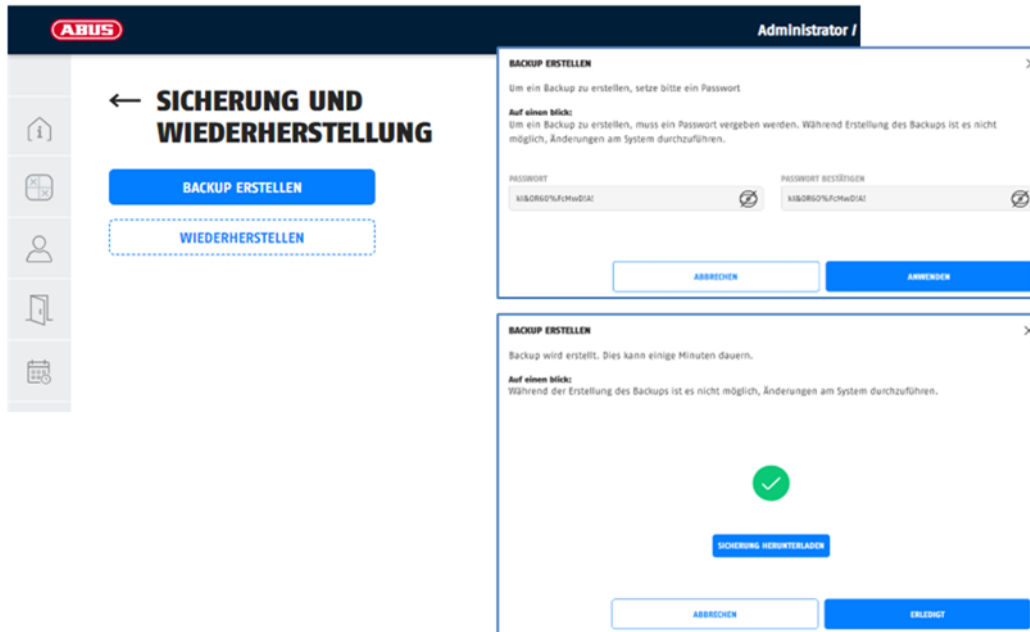 ABUS
Administrator /
← SICHERUNG UND
WIEDERHERSTELLUNG
BACKUP ERSTELLEN
WIEDERHERSTELLEN
BACKUP ERSTELLEN
Um ein Backup zu erstellen, setze bitte ein Passwort
Auf einen blick:
Um ein Backup zu erstellen, muss ein Passwort vergeben werden. Während Erstellung des Backups ist es nicht
möglich, Änderungen am System durchzuführen.
PASSWORT
PASSWORT BESTÄTIGEN
ABBRECHEN
ANWENDEN
BACKUP ERSTELLEN
Backup wird erstellt. Dies kann einige Minuten dauern.
Auf einen blick:
Während der Erstellung des Backups ist es nicht möglich, Änderungen am System durchzuführen.
SICHERUNG HERUNTERLADEN
ABBRECHEN
ERLEDIGT